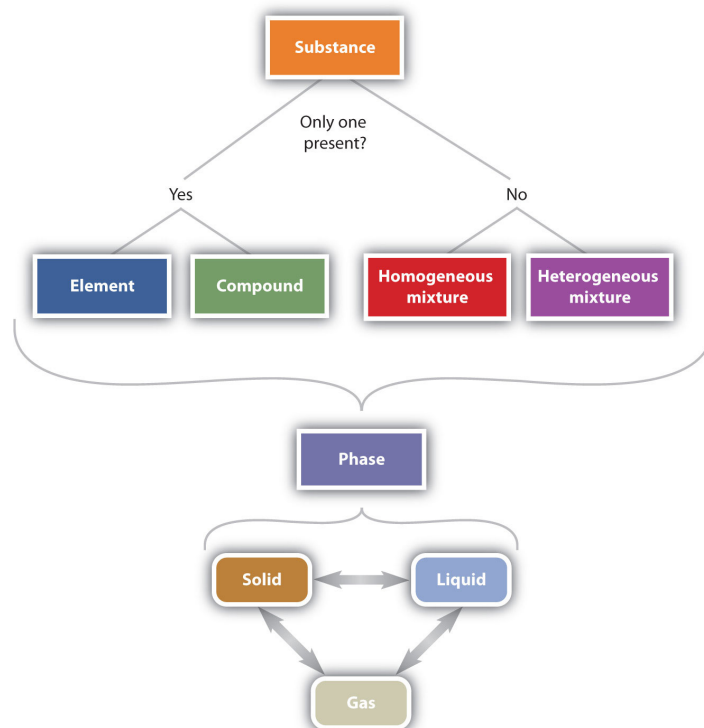 Substance
Only one
present?
Yes
No
Element
Compound
Homogeneous
mixture
Heterogeneous
mixture
Phase
Solid
Liquid
Gas